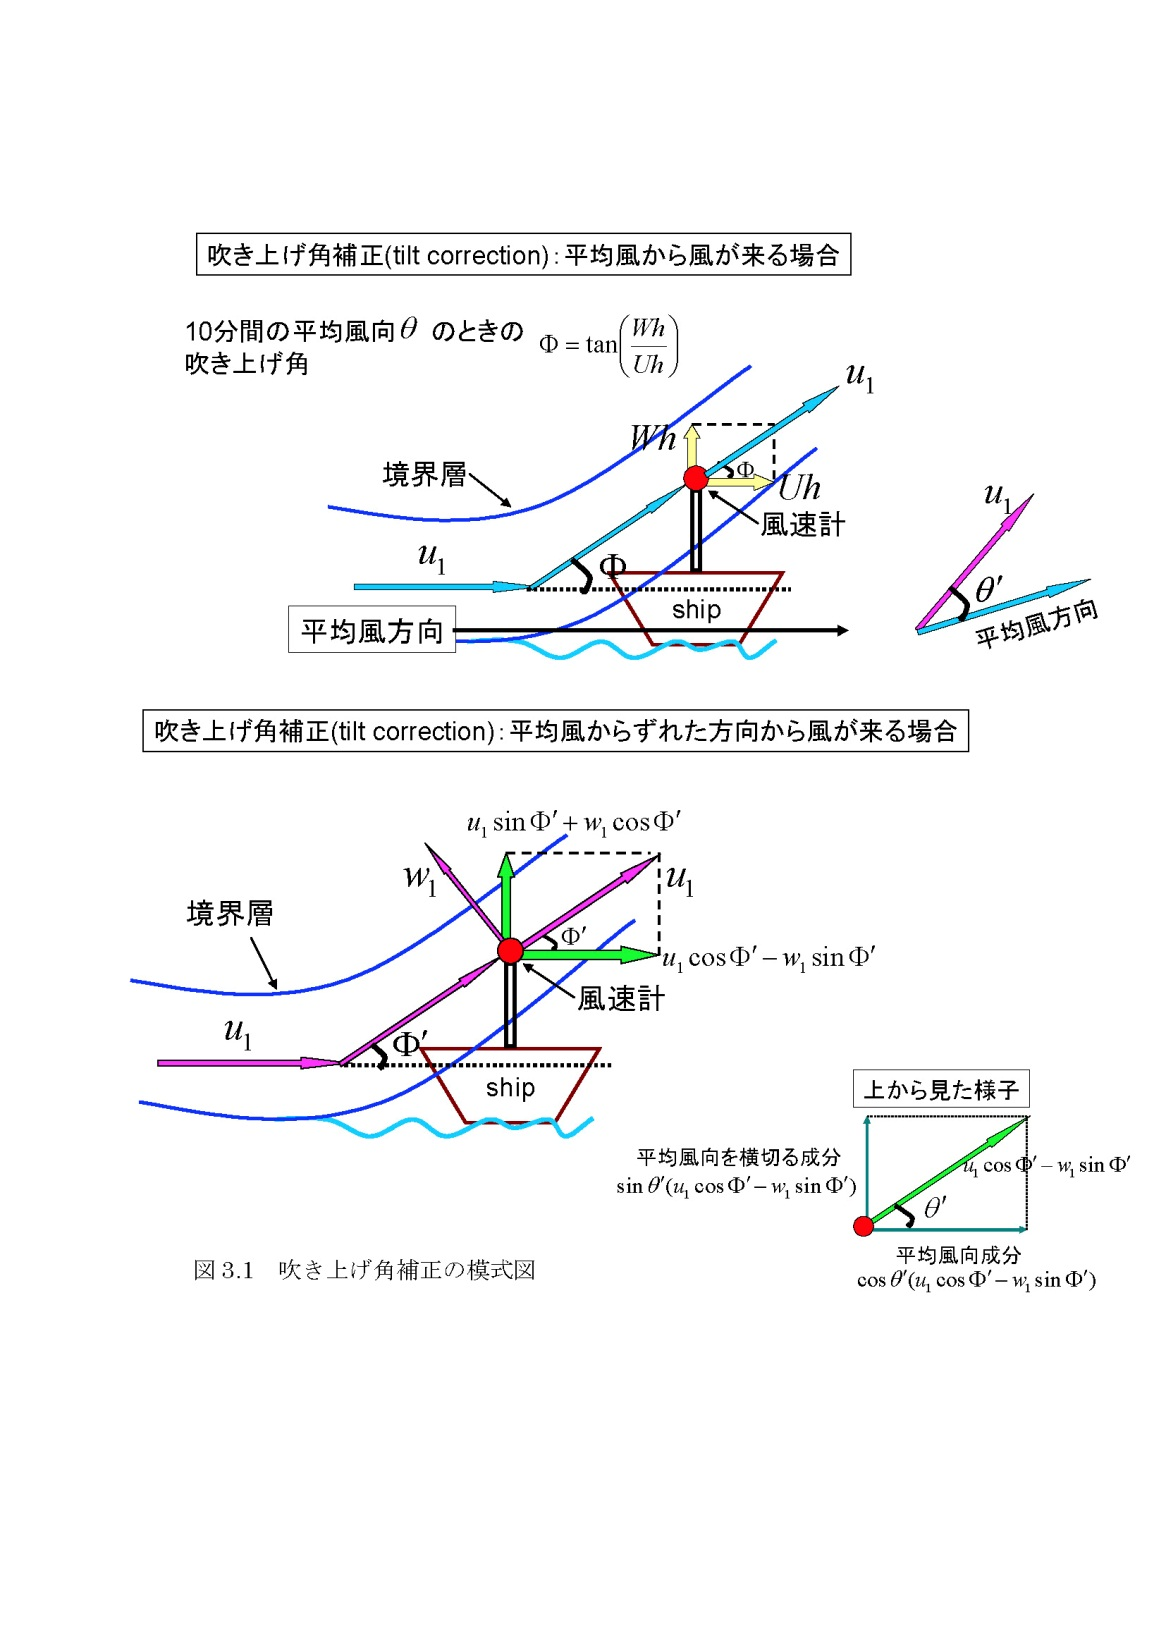 吹き上げ角補正(tilt correction)：平均風から風が来る場合
10分間の平均風向θ のときの
吹き上げ角
Φ = tan(Wh/Uh)
u₁
Wh
Φ
Uh
境界層
風速計
u₁
Φ
ship
平均風方向
u₁
θ′
平均風方向
吹き上げ角補正(tilt correction)：平均風からずれた方向から風が来る場合
u₁ sin Φ′ + w₁ cos Φ′
w₁
u₁
境界層
Φ′
u₁ cos Φ′ − w₁ sin Φ′
風速計
u₁
Φ′
ship
上から見た様子
平均風向を横切る成分
sin θ′(u₁ cos Φ′ − w₁ sin Φ′)
u₁ cos Φ′ − w₁ sin Φ′
θ′
平均風向成分
cos θ′(u₁ cos Φ′ − w₁ sin Φ′)
図 3.1　吹き上げ角補正の模式図